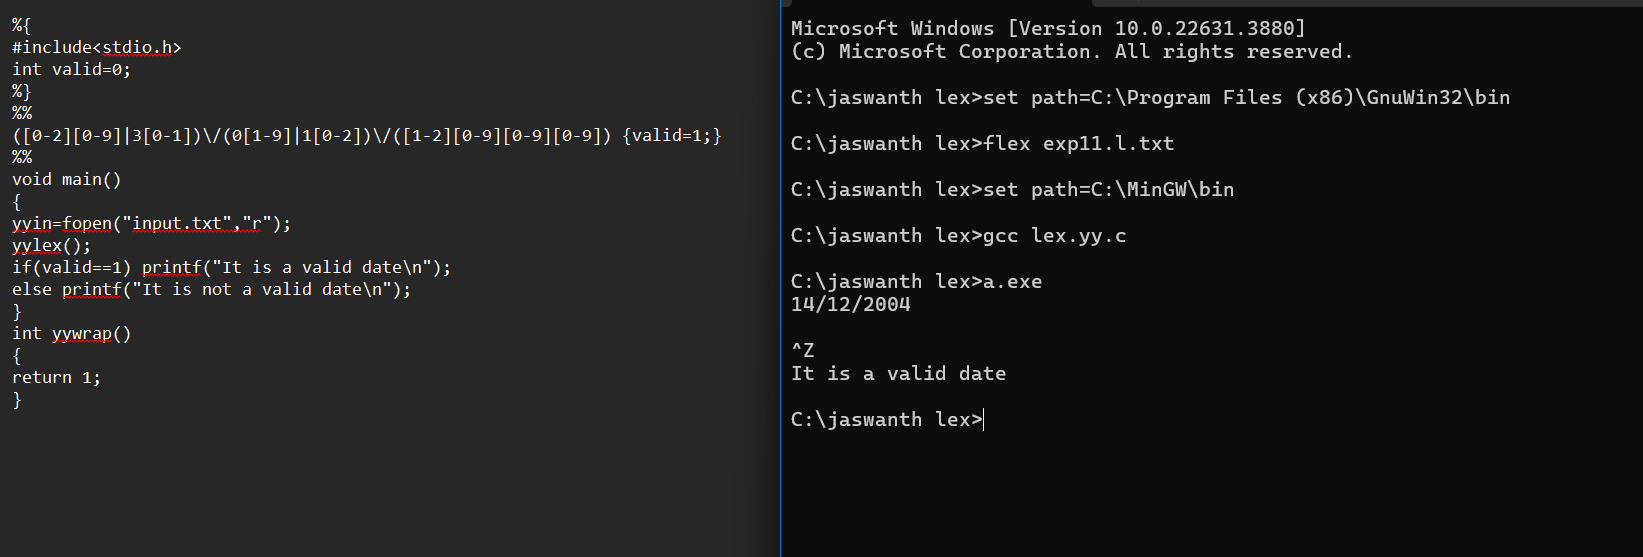 %{
#include<stdio.h>
int valid=0;
%}
%%
([0-2][0-9]|3[0-1])\/(0[1-9]|1[0-2])\/([1-2][0-9][0-9][0-9]) {valid=1;}
%%
void main()
{
yyin=fopen("input.txt","r");
yylex();
if(valid==1) printf("It is a valid date\n");
else printf("It is not a valid date\n");
}
int yywrap()
{
return 1;
}
Microsoft Windows [Version 10.0.22631.3880]
(c) Microsoft Corporation. All rights reserved.
C:\jaswanth lex>set path=C:\Program Files (x86)\GnuWin32\bin
C:\jaswanth lex>flex exp11.l.txt
C:\jaswanth lex>set path=C:\MinGW\bin
C:\jaswanth lex>gcc lex.yy.c
C:\jaswanth lex>a.exe
14/12/2004
^Z
It is a valid date
C:\jaswanth lex>